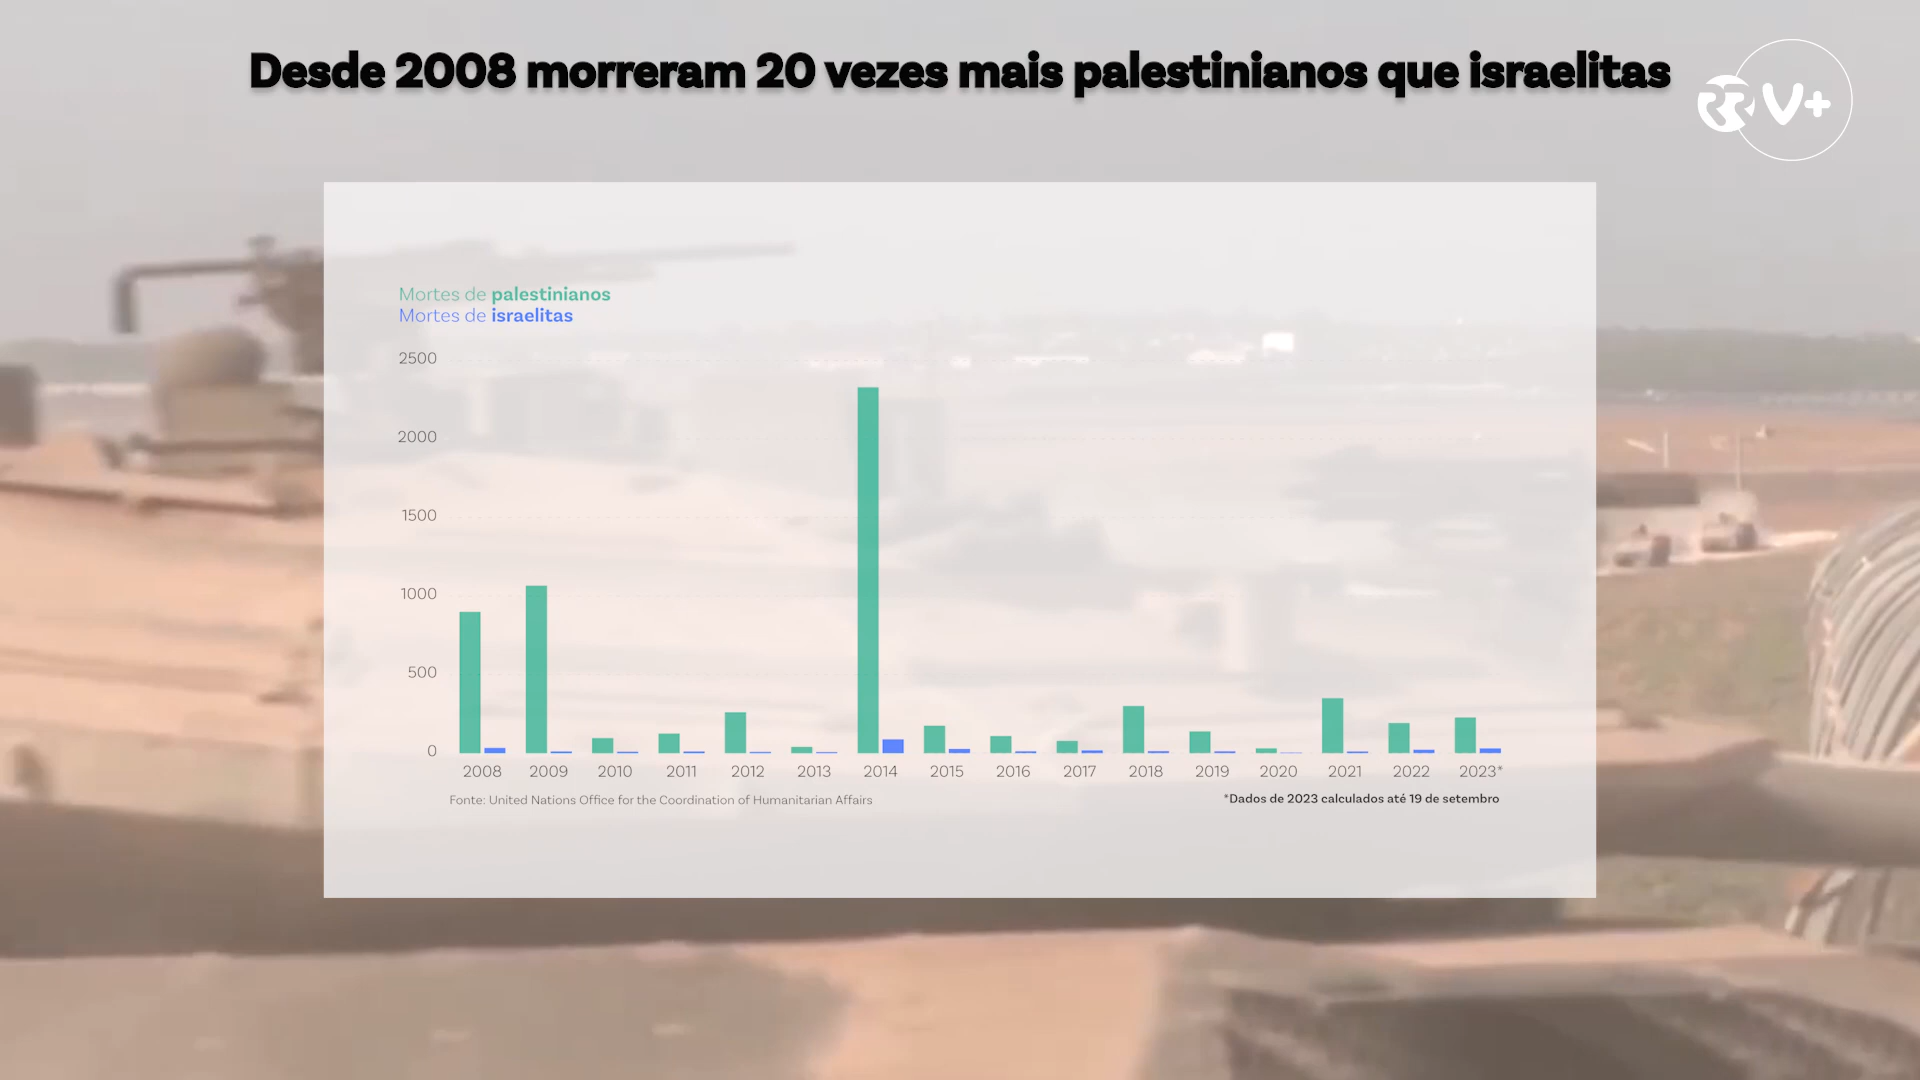 Desde 2008 morreram 20 vezes mais palestinianos que israelitas
V+
Mortes de palestinianos
Mortes de israelitas
2500
2000
1500
1000
500
0
2008 2009 2010 2011 2012 2013 2014 2015 2016 2017 2018 2019 2020 2021 2022 2023*
Fonte: United Nations Office for the Coordination of Humanitarian Affairs
*Dados de 2023 calculados até 19 de setembro